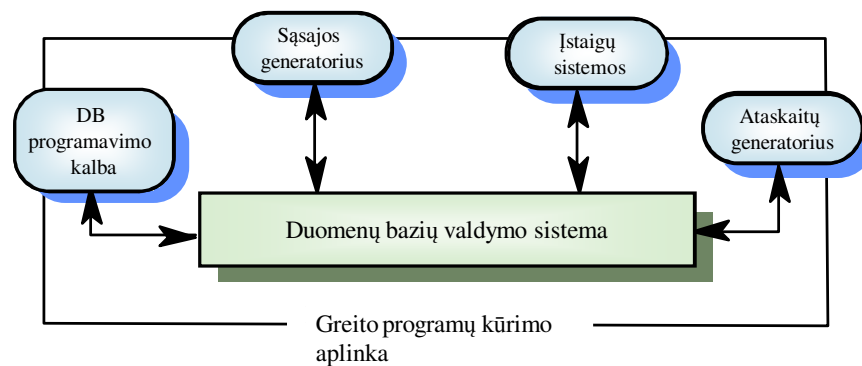 Sąsajos
generatorius
Įstaigų
sistemos
DB
programavimo
kalba
Ataskaitų
generatorius
Duomenų bazių valdymo sistema
Greito programų kūrimo
aplinka